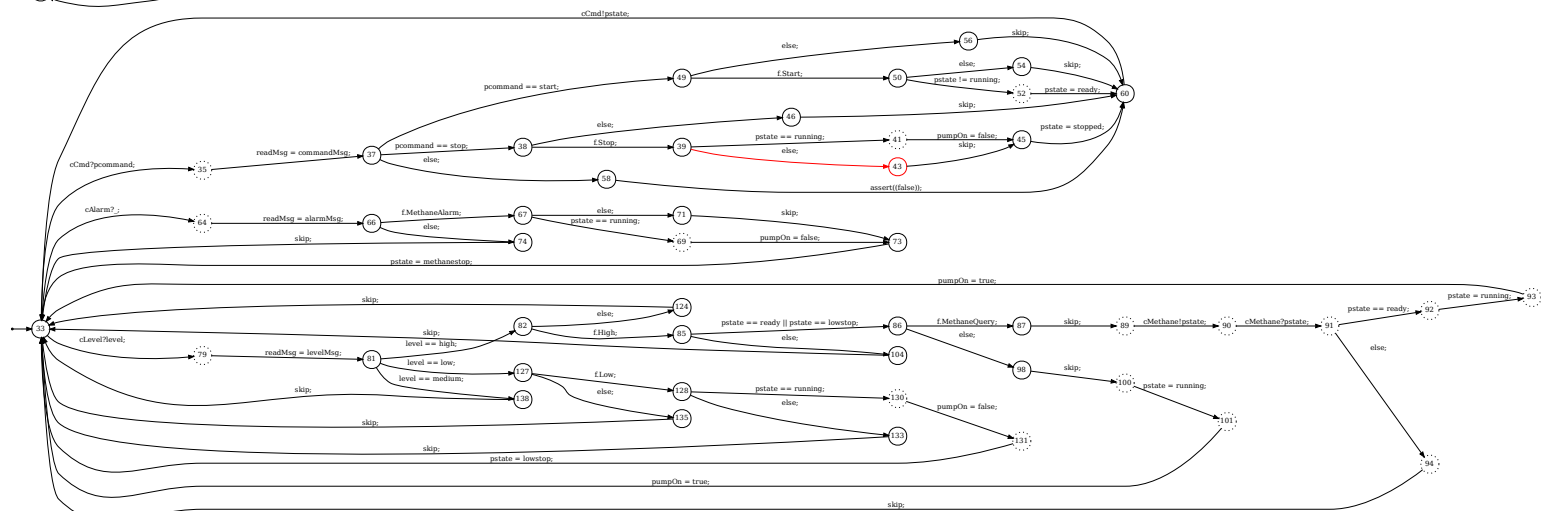 cCmd!pstate;
56
skip;
else;
54
else;
skip;
49
f.Start;
50
pstate != running;
52
pstate = ready;
60
pcommand == start;
46
skip;
else;
pstate = stopped;
pstate == running;
41
pumpOn = false;
45
cCmd?pcommand;
readMsg = commandMsg;
37
pcommand == stop;
38
f.Stop;
39
else;
skip;
35
else;
43
58
assert((false));
cAlarm?_;
64
readMsg = alarmMsg;
66
f.MethaneAlarm;
67
else;
71
skip;
else;
pstate == running;
skip;
74
69
pumpOn = false;
73
pstate = methanestop;
pumpOn = true;
93
pstate = running;
skip;
124
pstate == ready;
92
else;
33
82
pstate == ready || pstate == lowstop;
86
f.MethaneQuery;
87
skip;
89
cMethane!pstate;
90
cMethane?pstate;
91
skip;
f.High;
85
else;
else;
cLevel?level;
level == high;
else;
79
readMsg = levelMsg;
81
104
level == low;
127
f.Low;
98
skip;
level == medium;
100
pstate = running;
skip;
else;
128
pstate == running;
130
138
else;
pumpOn = false;
skip;
135
101
skip;
133
131
pstate = lowstop;
94
pumpOn = true;
skip;